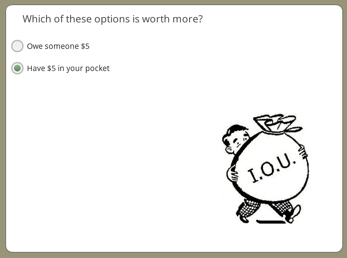 Which of these options is worth more?
Owe someone $5
Have $5 in your pocket
I.O.U.